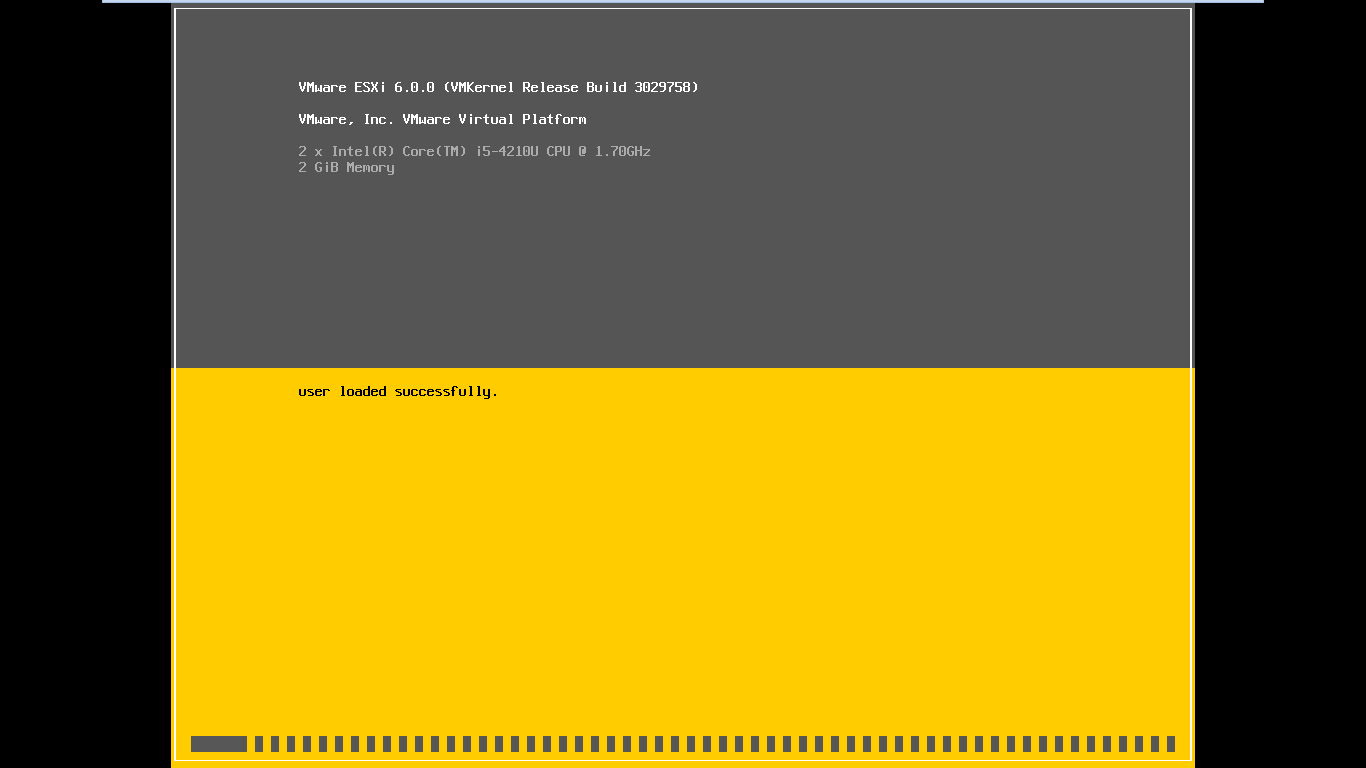 VMware ESXi 6.0.0 (VMKernel Release Build 3029758)
VMware, Inc. VMware Virtual Platform
2 x Intel(R) Core(TM) i5-4210U CPU @ 1.70GHz
2 GiB Memory
user loaded successfully.